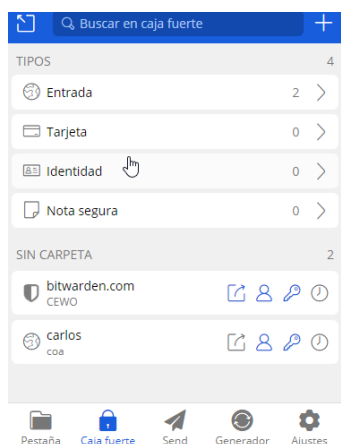 Buscar en caja fuerte
TIPOS 4
Entrada 2
Tarjeta 0
Identidad 0
Nota segura 0
SIN CARPETA 2
bitwarden.com
CEWO
carlos
coa
Pestaña Caja fuerte Send Generador Ajustes